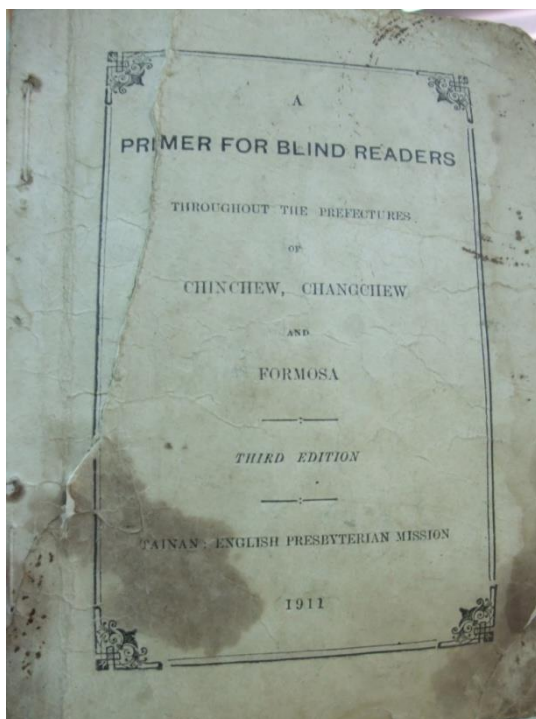 A
PRIMER FOR BLIND READERS
THROUGHOUT THE PREFECTURES
OF
CHINCHEW, CHANGCHEW
AND
FORMOSA
THIRD EDITION
TAINAN: ENGLISH PRESBYTERIAN MISSION
1911